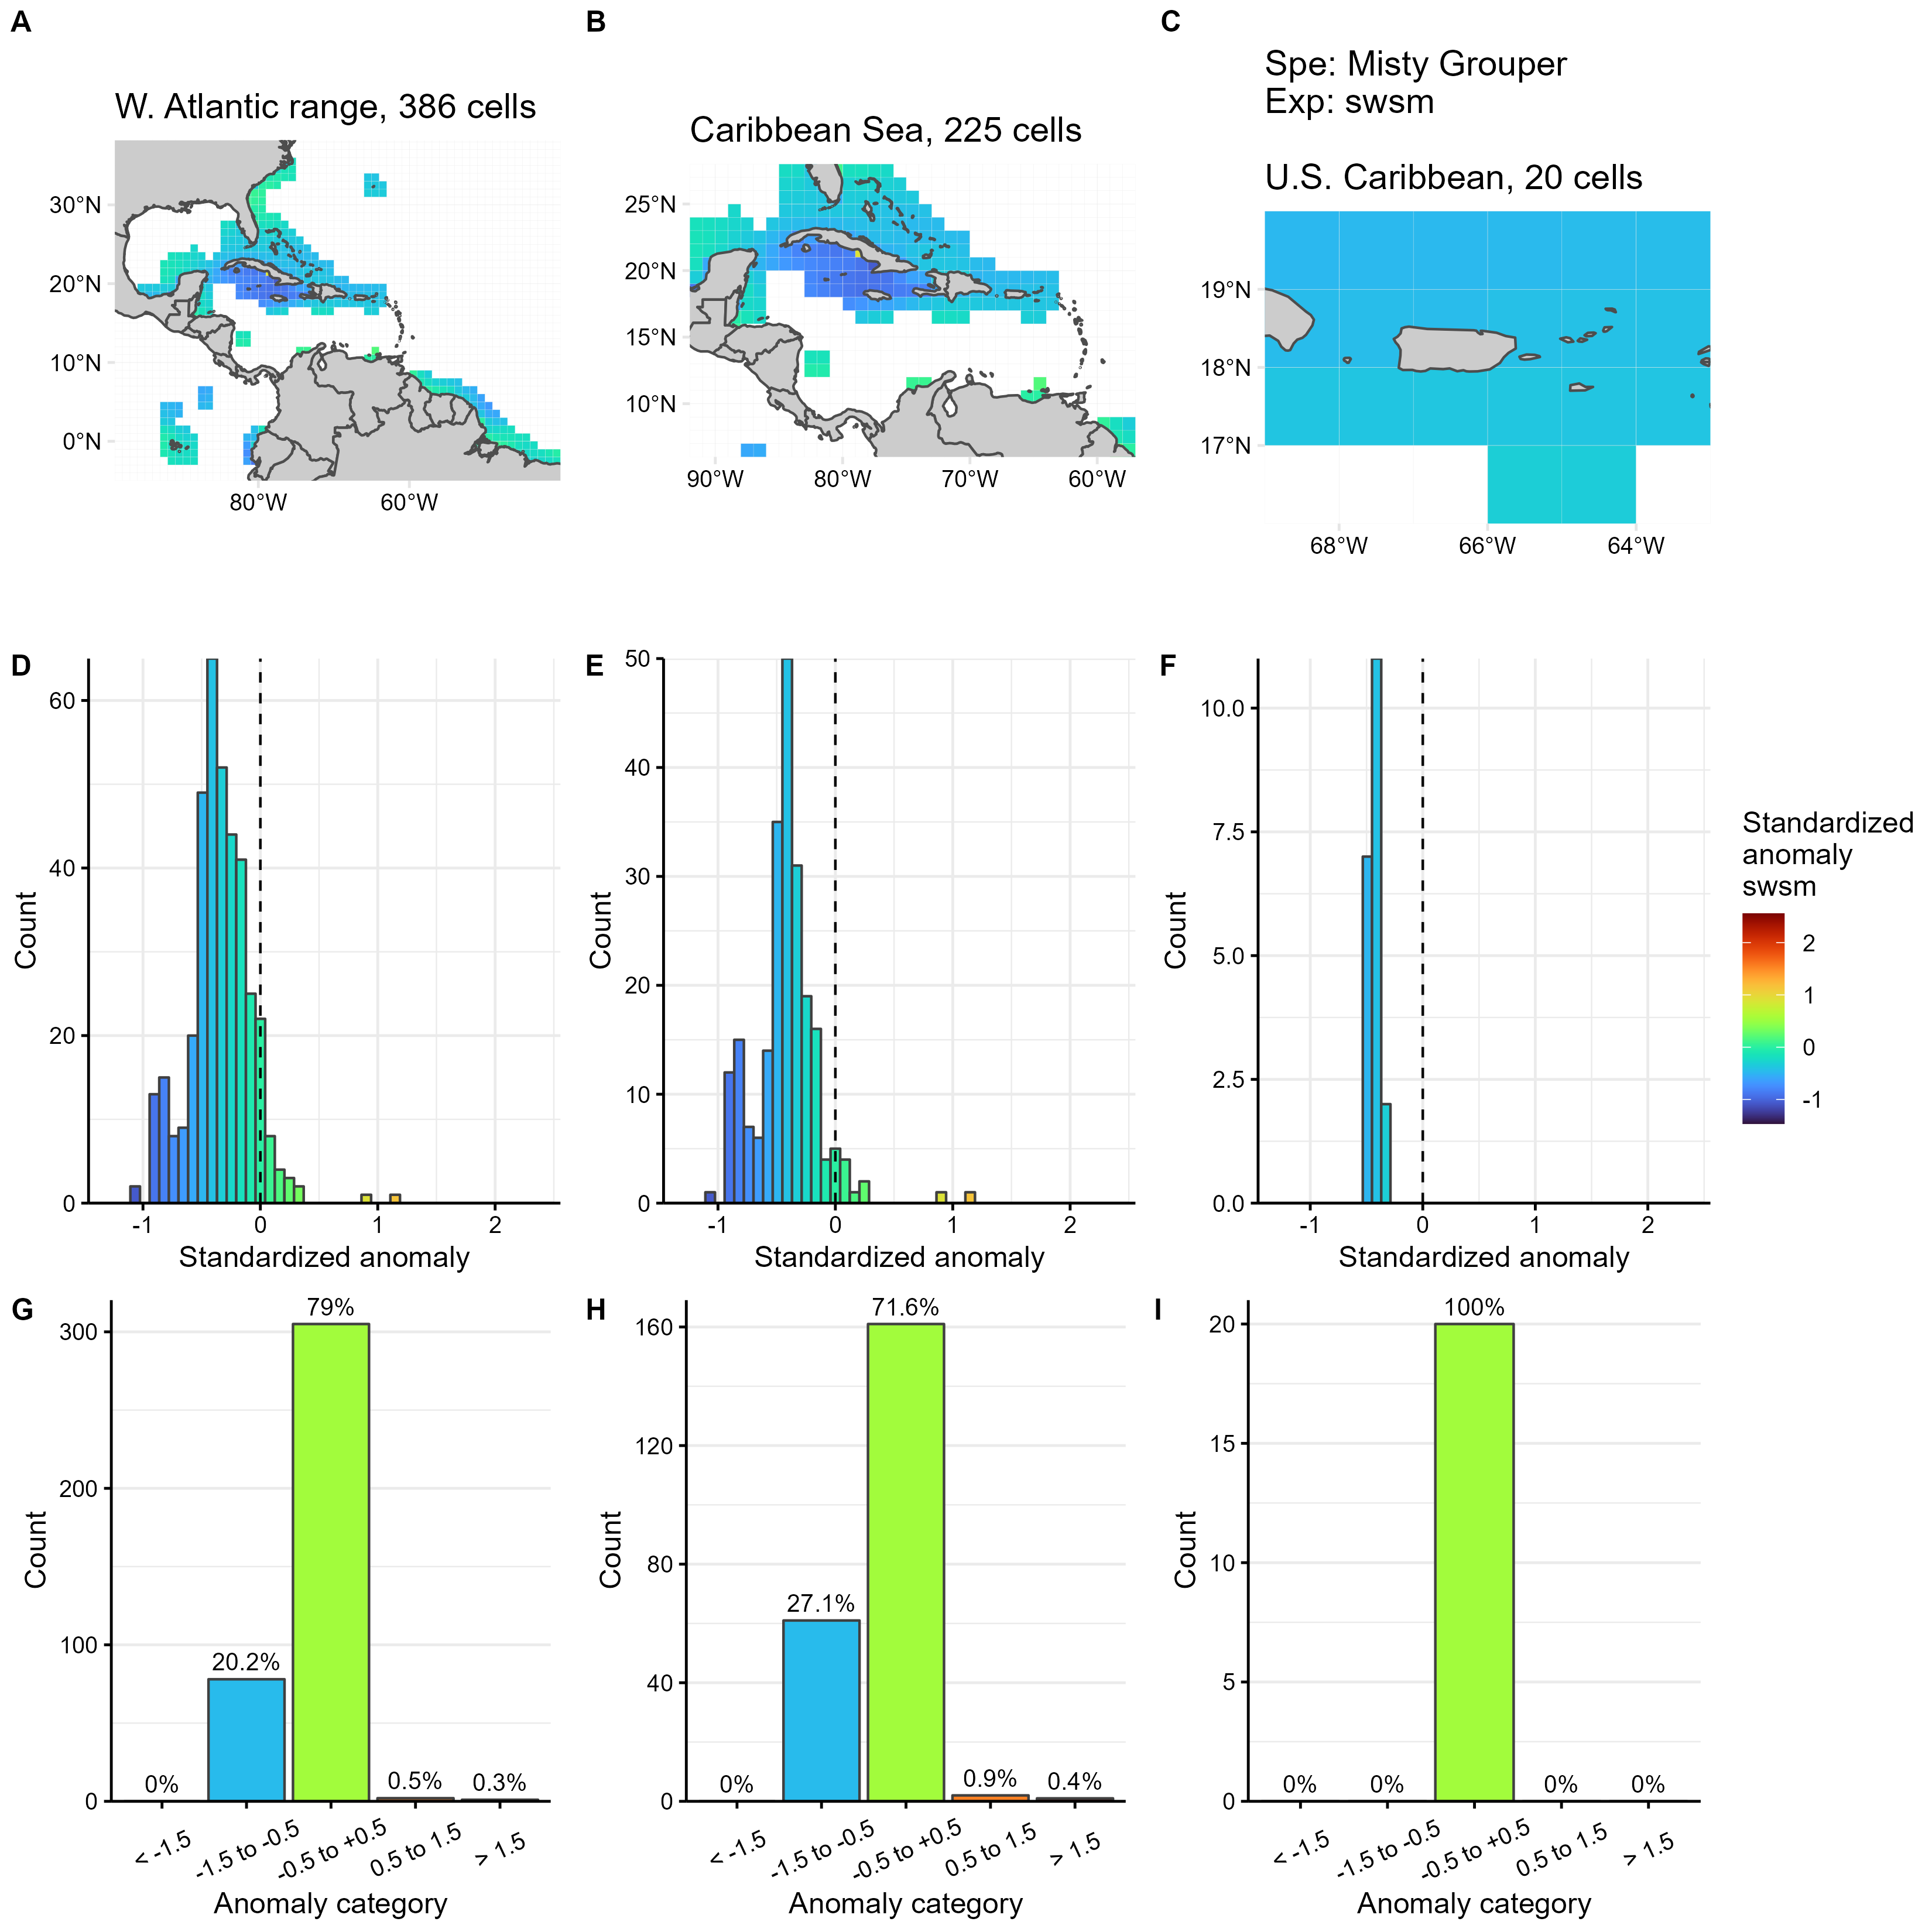 A
B
C
W. Atlantic range, 386 cells
Caribbean Sea, 225 cells
Spe: Misty Grouper
Exp: swsm
U.S. Caribbean, 20 cells
30°N
20°N
10°N
0°N
80°W
60°W
25°N
20°N
15°N
10°N
90°W
80°W
70°W
60°W
19°N
18°N
17°N
68°W
66°W
64°W
D
60
40
20
0
Count
-1
0
1
2
Standardized anomaly
E
50
40
30
20
10
0
Count
-1
0
1
2
Standardized anomaly
F
10.0
7.5
5.0
2.5
0.0
Count
-1
0
1
2
Standardized anomaly
Standardized
anomaly
swsm
2
1
0
-1
G
300
200
100
0
Count
0%
20.2%
79%
0.5%
0.3%
< -1.5
-1.5 to -0.5
-0.5 to +0.5
0.5 to 1.5
> 1.5
Anomaly category
H
160
120
80
40
0
Count
0%
27.1%
71.6%
0.9%
0.4%
< -1.5
-1.5 to -0.5
-0.5 to +0.5
0.5 to 1.5
> 1.5
Anomaly category
I
20
15
10
5
0
Count
0%
0%
100%
0%
0%
< -1.5
-1.5 to -0.5
-0.5 to +0.5
0.5 to 1.5
> 1.5
Anomaly category